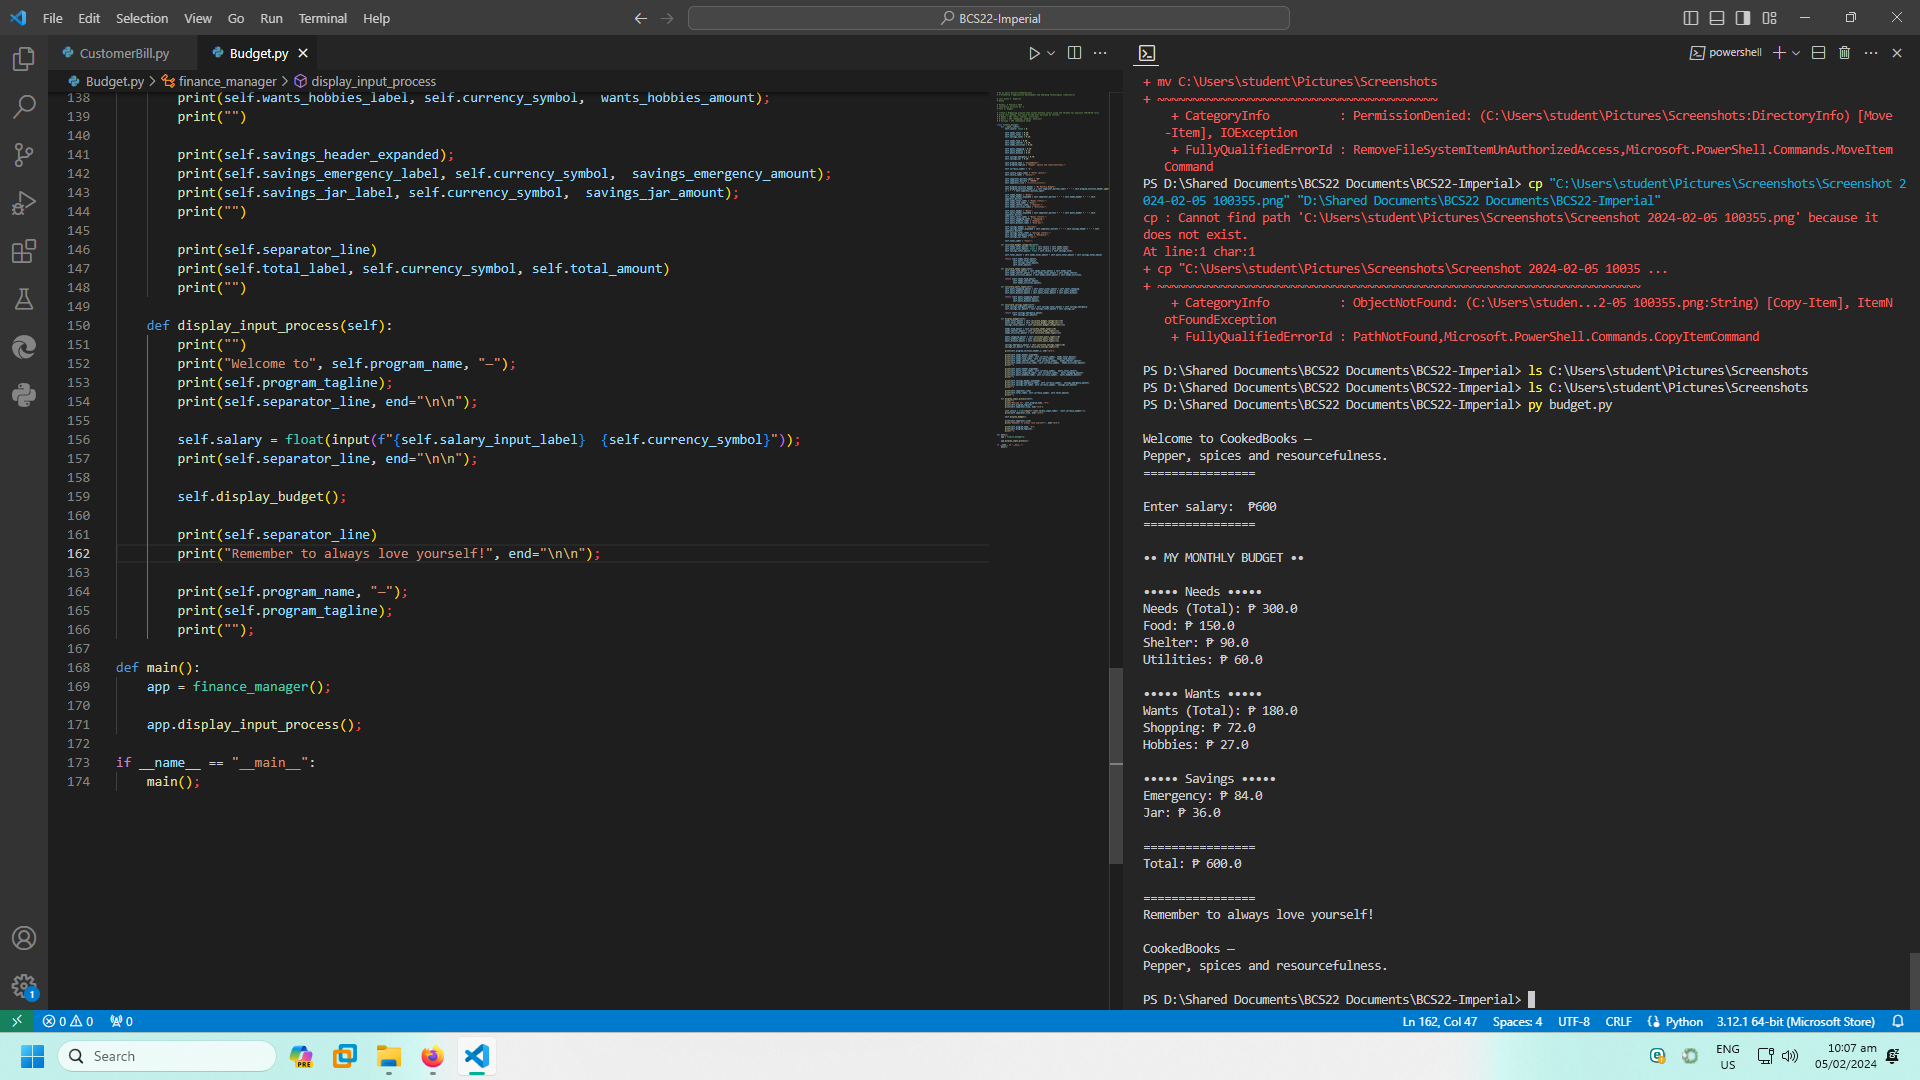 File Edit Selection View Go Run Terminal Help
BCS22-Imperial
CustomerBill.py
Budget.py
Budget.py > finance_manager > display_input_process
138 print(self.wants_hobbies_label, self.currency_symbol,  wants_hobbies_amount);
139 print("")
140
141 print(self.savings_header_expanded);
142 print(self.savings_emergency_label, self.currency_symbol,  savings_emergency_amount);
143 print(self.savings_jar_label, self.currency_symbol,  savings_jar_amount);
144 print("")
145
146 print(self.separator_line)
147 print(self.total_label, self.currency_symbol, self.total_amount)
148 print("")
149
150 def display_input_process(self):
151 print("")
152 print("Welcome to", self.program_name, "—");
153 print(self.program_tagline);
154 print(self.separator_line, end="\n\n");
155
156 self.salary = float(input(f"{self.salary_input_label}  {self.currency_symbol}"));
157 print(self.separator_line, end="\n\n");
158
159 self.display_budget();
160
161 print(self.separator_line)
162 print("Remember to always love yourself!", end="\n\n");
163
164 print(self.program_name, "—");
165 print(self.program_tagline);
166 print("");
167
168 def main():
169 app = finance_manager();
170
171 app.display_input_process();
172
173 if __name__ == "__main__":
174 main();
powershell
+ mv C:\Users\student\Pictures\Screenshots
+ ~~~~~~~~~~~~~~~~~~~~~~~~~~~~~~~~~~~~~~~~
+ CategoryInfo          : PermissionDenied: (C:\Users\student\Pictures\Screenshots:DirectoryInfo) [Move
-Item], IOException
+ FullyQualifiedErrorId : RemoveFileSystemItemUnAuthorizedAccess,Microsoft.PowerShell.Commands.MoveItem
Command
PS D:\Shared Documents\BCS22 Documents\BCS22-Imperial> cp "C:\Users\student\Pictures\Screenshots\Screenshot 2
024-02-05 100355.png" "D:\Shared Documents\BCS22 Documents\BCS22-Imperial"
cp : Cannot find path 'C:\Users\student\Pictures\Screenshots\Screenshot 2024-02-05 100355.png' because it
does not exist.
At line:1 char:1
+ cp "C:\Users\student\Pictures\Screenshots\Screenshot 2024-02-05 10035 ...
+ ~~~~~~~~~~~~~~~~~~~~~~~~~~~~~~~~~~~~~~~~~~~~~~~~~~~~~~~~~~~~~~~~~~~~~
+ CategoryInfo          : ObjectNotFound: (C:\Users\studen...2-05 100355.png:String) [Copy-Item], ItemN
otFoundException
+ FullyQualifiedErrorId : PathNotFound,Microsoft.PowerShell.Commands.CopyItemCommand
PS D:\Shared Documents\BCS22 Documents\BCS22-Imperial> ls C:\Users\student\Pictures\Screenshots
PS D:\Shared Documents\BCS22 Documents\BCS22-Imperial> ls C:\Users\student\Pictures\Screenshots
PS D:\Shared Documents\BCS22 Documents\BCS22-Imperial> py budget.py
Welcome to CookedBooks —
Pepper, spices and resourcefulness.
================
Enter salary:  ₱600
================
•• MY MONTHLY BUDGET ••
••••• Needs •••••
Needs (Total): ₱ 300.0
Food: ₱ 150.0
Shelter: ₱ 90.0
Utilities: ₱ 60.0
••••• Wants •••••
Wants (Total): ₱ 180.0
Shopping: ₱ 72.0
Hobbies: ₱ 27.0
••••• Savings •••••
Emergency: ₱ 84.0
Jar: ₱ 36.0
================
Total: ₱ 600.0
================
Remember to always love yourself!
CookedBooks —
Pepper, spices and resourcefulness.
PS D:\Shared Documents\BCS22 Documents\BCS22-Imperial>
1
0 0 0
Ln 162, Col 47 Spaces: 4 UTF-8 CRLF Python 3.12.1 64-bit (Microsoft Store)
Search
PRE
ENG
US
10:07 am
05/02/2024